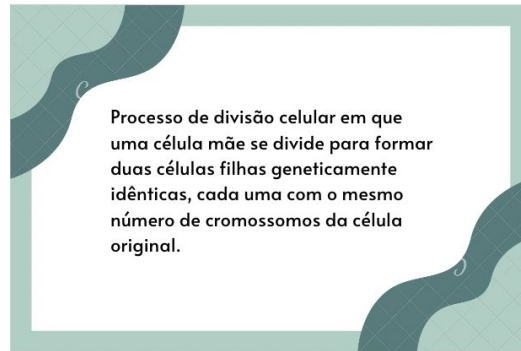 Processo de divisão celular em que
uma célula mãe se divide para formar
duas células filhas geneticamente
idênticas, cada uma com o mesmo
número de cromossomos da célula
original.